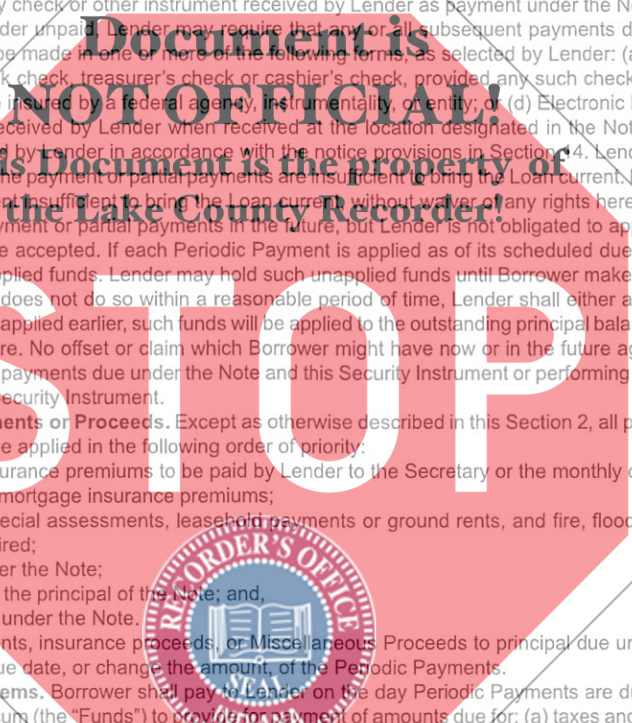 y check or other instrument received by Lender as payment under the N
der unpaid, Lender may require that any or all subsequent payments d
Document is
be made in one or more of the following forms, as selected by Lender: (a
k check, treasurer's check or cashier's check, provided any such check
e insured by a federal agency, instrumentality, or entity; or (d) Electronic
NOT OFFICIAL!
eceived by Lender when received at the location designated in the Not
d by Lender in accordance with the notice provisions in Section 14. Lend
is Document is the property of
he payment or partial payments are insufficient to bring the Loan current.
nt insufficient to bring the Loan current, without waiver of any rights here
the Lake County Recorder!
yment or partial payments in the future, but Lender is not obligated to ap
e accepted. If each Periodic Payment is applied as of its scheduled due
pplied funds. Lender may hold such unapplied funds until Borrower make
does not do so within a reasonable period of time, Lender shall either a
applied earlier, such funds will be applied to the outstanding principal bala
re. No offset or claim which Borrower might have now or in the future ag
payments due under the Note and this Security Instrument or performing
ecurity Instrument.
STOP
ents or Proceeds. Except as otherwise described in this Section 2, all p
e applied in the following order of priority:
urance premiums to be paid by Lender to the Secretary or the monthly
mortgage insurance premiums;
ecial assessments, leasehold payments or ground rents, and fire, flood
ired;
er the Note;
the principal of the Note; and,
under the Note.
RECORDER'S OFFICE
SEAL
nts, insurance proceeds, or Miscellaneous Proceeds to principal due un
ue date, or change the amount, of the Periodic Payments.
ems. Borrower shall pay to Lender on the day Periodic Payments are du
um (the "Funds") to provide for payment of amounts due for: (a) taxes and